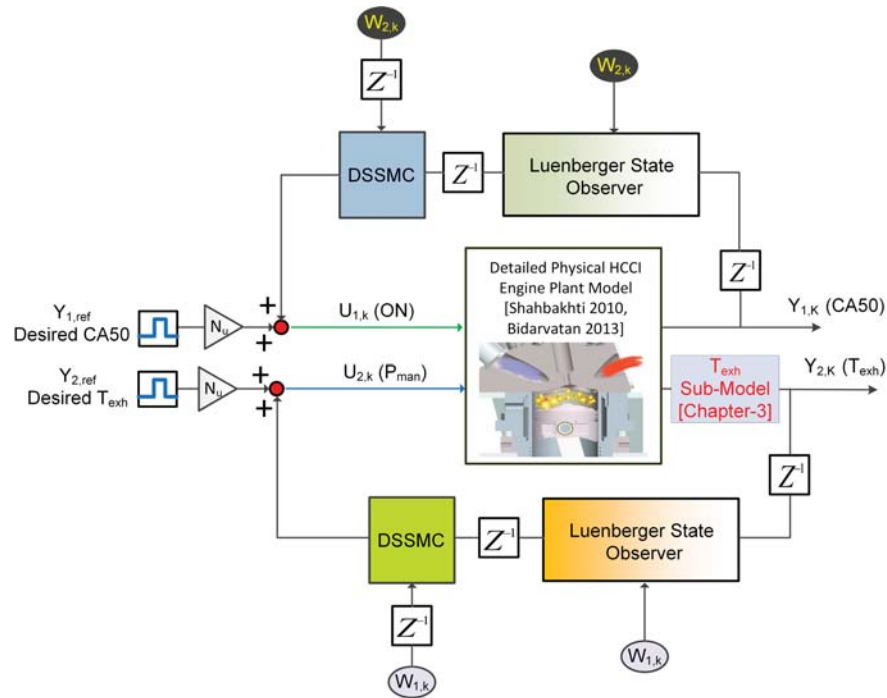 W2,k
Z-1
W2,k
DSSMC
Z-1
Luenberger State
Observer
Z-1
Detailed Physical HCCI
Engine Plant Model
[Shahbakhti 2010,
Bidarvatan 2013]
Y1,ref
Desired CA50
Nu
+
+
U1,k (ON)
Y1,K (CA50)
Y2,ref
Desired Texh
Nu
+
+
U2,k (Pman)
Texh
Sub-Model
[Chapter-3]
Y2,K (Texh)
Z-1
DSSMC
Z-1
Luenberger State
Observer
Z-1
W1,k
W1,k